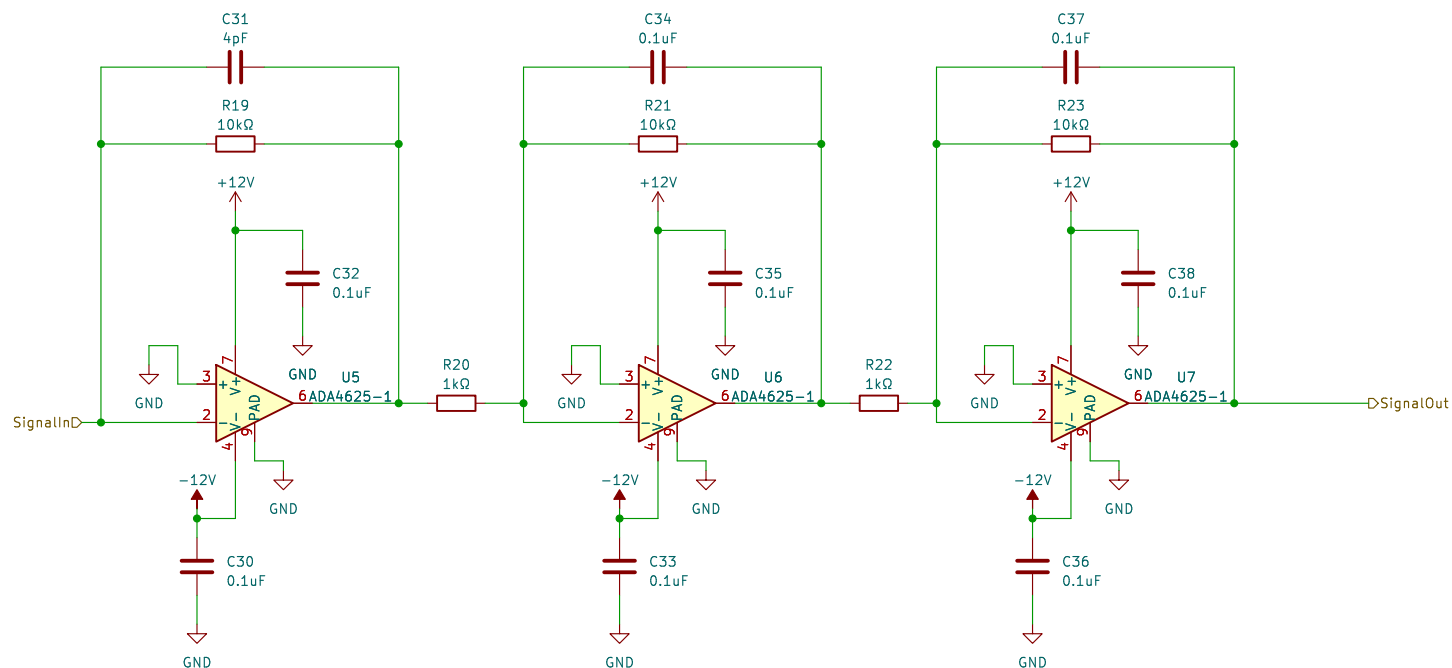 C31
4pF
C34
0.1uF
C37
0.1uF
R19
10kΩ
R21
10kΩ
R23
10kΩ
+12V
+12V
+12V
C32
0.1uF
C35
0.1uF
C38
0.1uF
GND
GND
GND
GND
GND
GND
7
3
+
V+
2
-
V-
4
PAD
9
6
U5
ADA4625-1
R20
1kΩ
7
3
+
V+
2
-
V-
4
PAD
9
6
U6
ADA4625-1
R22
1kΩ
7
3
+
V+
2
-
V-
4
PAD
9
6
U7
ADA4625-1
SignalIn
SignalOut
-12V
GND
-12V
GND
-12V
GND
C30
0.1uF
C33
0.1uF
C36
0.1uF
GND
GND
GND